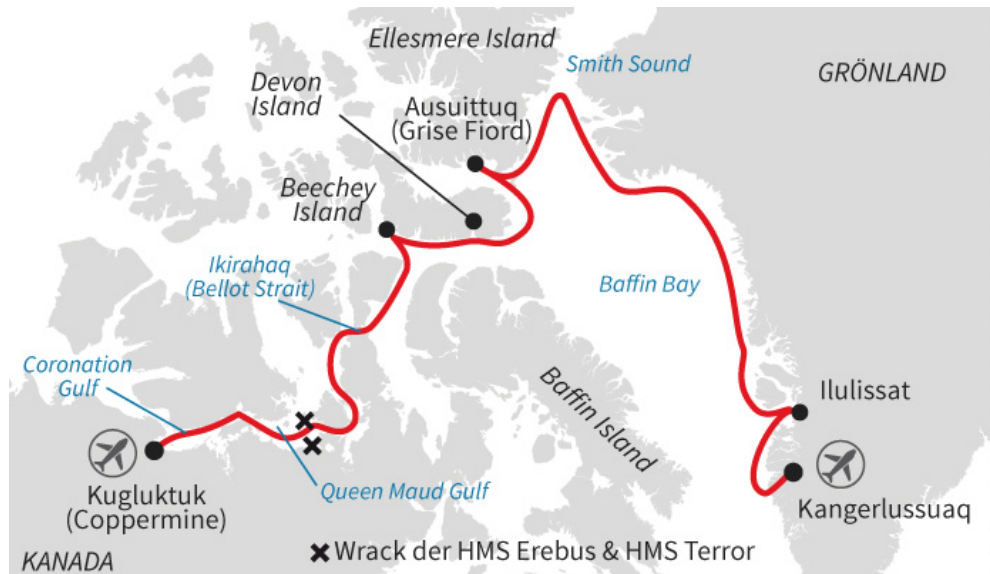 Ellesmere Island
Smith Sound
GRÖNLAND
Devon
Island
Ausuittuq
(Grise Fiord)
Beechey
Island
Ikirahaq
(Bellot Strait)
Baffin Bay
Coronation
Gulf
Baffin Island
Ilulissat
Queen Maud Gulf
Kugluktuk
(Coppermine)
Kangerlussuaq
KANADA
Wrack der HMS Erebus & HMS Terror